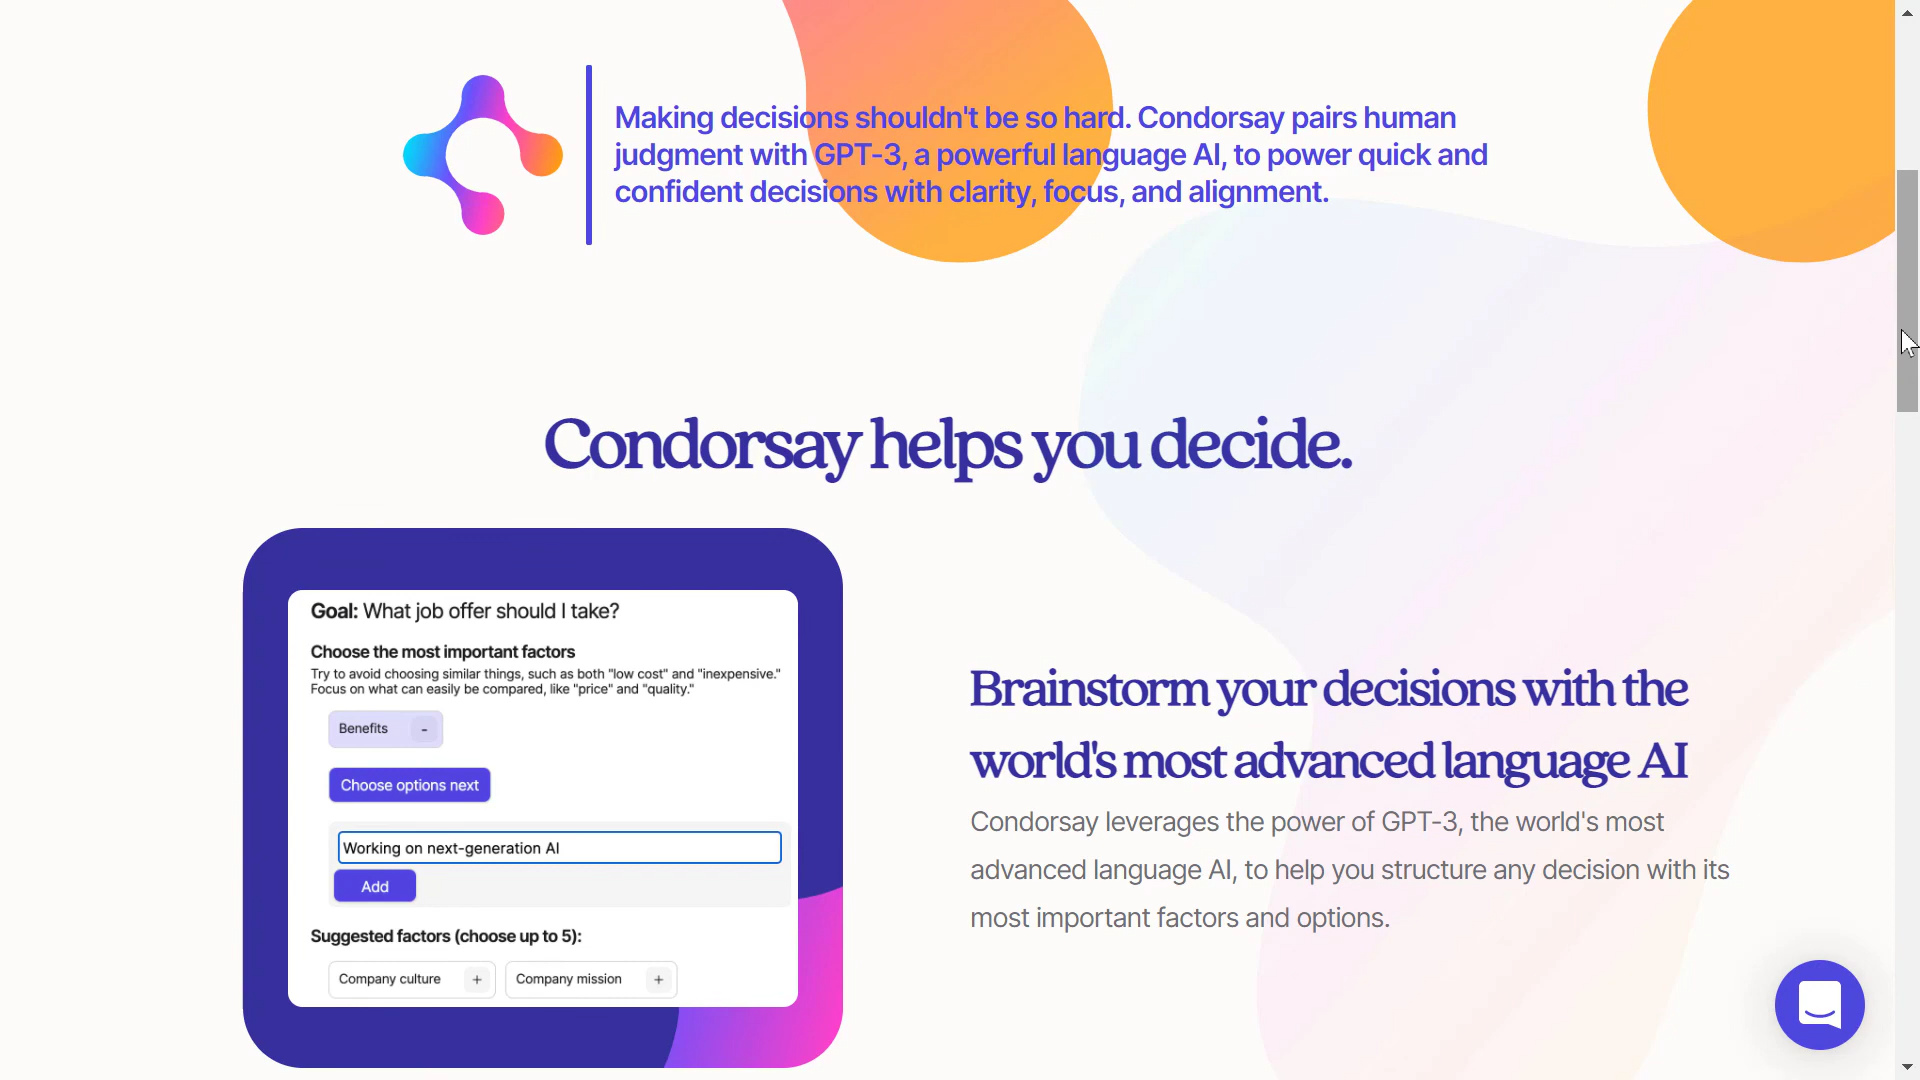 Making decisions shouldn't be so hard. Condorsay pairs human
judgment with GPT-3, a powerful language AI, to power quick and
confident decisions with clarity, focus, and alignment.
Condorsay helps you decide.
Goal: What job offer should I take?
Choose the most important factors
Try to avoid choosing similar things, such as both "low cost" and "inexpensive."
Focus on what can easily be compared, like "price" and "quality."
Benefits -
Choose options next
Working on next-generation AI
Add
Suggested factors (choose up to 5):
Company culture + Company mission +
Brainstorm your decisions with the
world's most advanced language AI
Condorsay leverages the power of GPT-3, the world's most
advanced language AI, to help you structure any decision with its
most important factors and options.